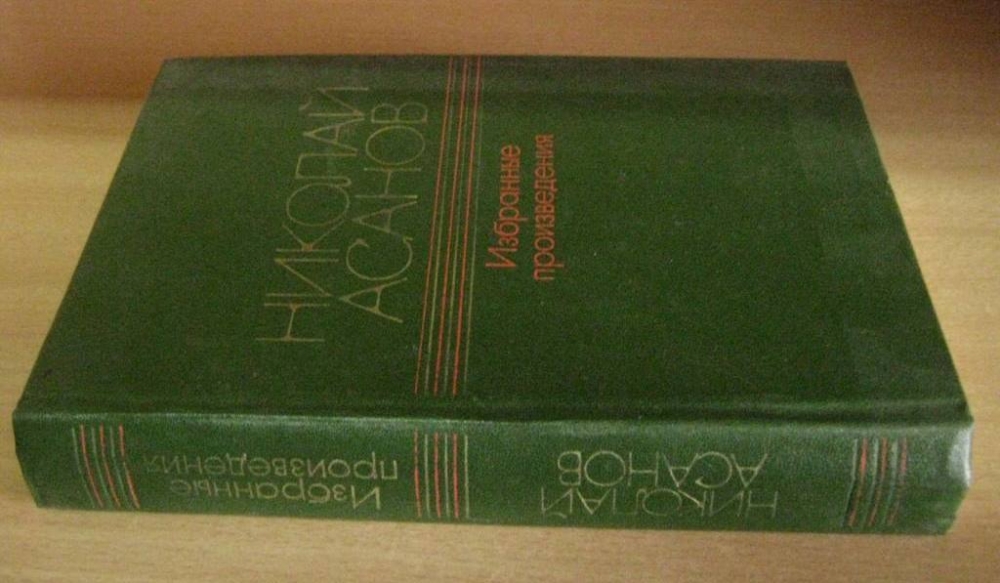 НИКОЛАЙ
АСАНОВ
Избранные
произведения
НИКОЛАЙ
АСАНОВ
Избранные
произведения